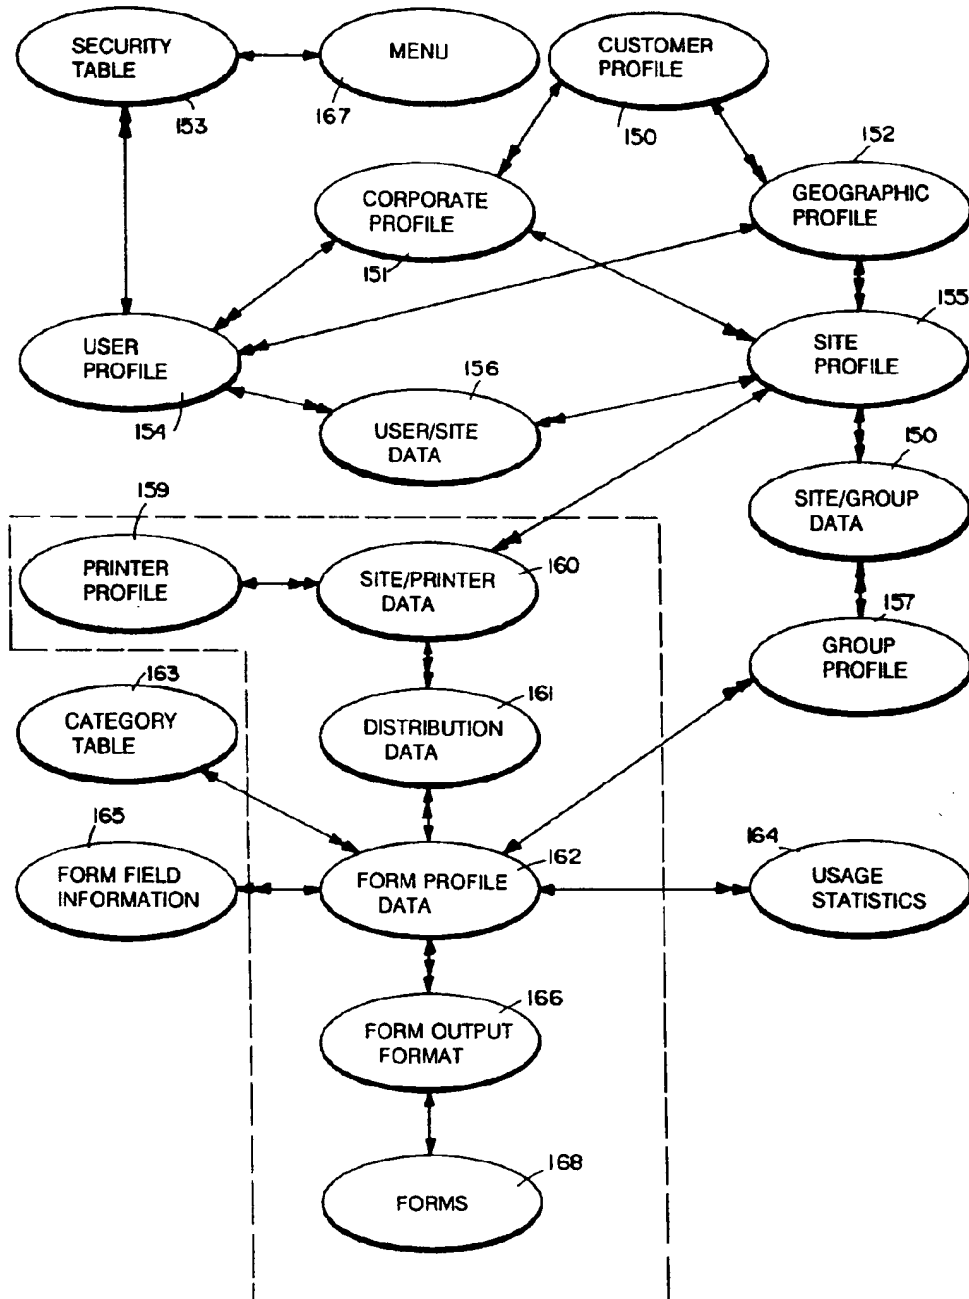 SECURITY
TABLE
153
MENU
167
CUSTOMER
PROFILE
150
152
GEOGRAPHIC
PROFILE
CORPORATE
PROFILE
151
155
USER
PROFILE
154
SITE
PROFILE
156
USER/SITE
DATA
150
SITE/GROUP
DATA
159
PRINTER
PROFILE
SITE/PRINTER
DATA
160
157
GROUP
PROFILE
163
CATEGORY
TABLE
161
DISTRIBUTION
DATA
165
FORM FIELD
INFORMATION
162
FORM PROFILE
DATA
164
USAGE
STATISTICS
166
FORM OUTPUT
FORMAT
168
FORMS